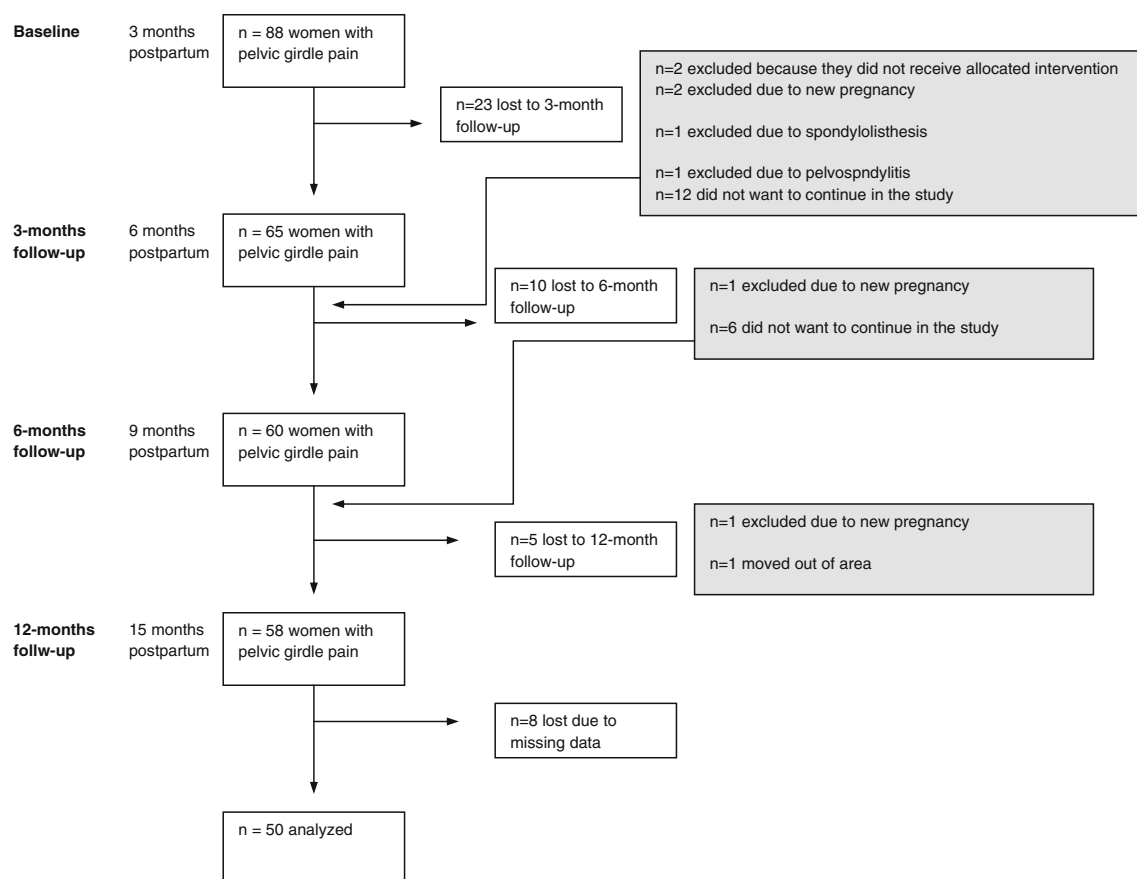 Baseline
3 months
postpartum
n = 88 women with
pelvic girdle pain
n=23 lost to 3-month
follow-up
n=2 excluded because they did not receive allocated intervention
n=2 excluded due to new pregnancy
n=1 excluded due to spondylolisthesis
n=1 excluded due to pelvospndylitis
n=12 did not want to continue in the study
3-months
follow-up
6 months
postpartum
n = 65 women with
pelvic girdle pain
n=10 lost to 6-month
follow-up
n=1 excluded due to new pregnancy
n=6 did not want to continue in the study
6-months
follow-up
9 months
postpartum
n = 60 women with
pelvic girdle pain
n=5 lost to 12-month
follow-up
n=1 excluded due to new pregnancy
n=1 moved out of area
12-months
follw-up
15 months
postpartum
n = 58 women with
pelvic girdle pain
n=8 lost due to
missing data
n = 50 analyzed